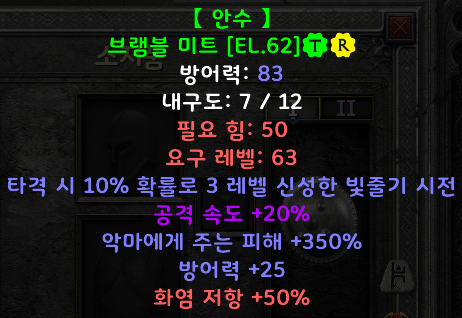 【 안수 】
브램블 미트 [EL.62] T R
방어력: 83
내구도: 7 / 12
필요 힘: 50
요구 레벨: 63
타격 시 10% 확률로 3 레벨 신성한 빛줄기 시전
공격 속도 +20%
악마에게 주는 피해 +350%
방어력 +25
화염 저항 +50%
II